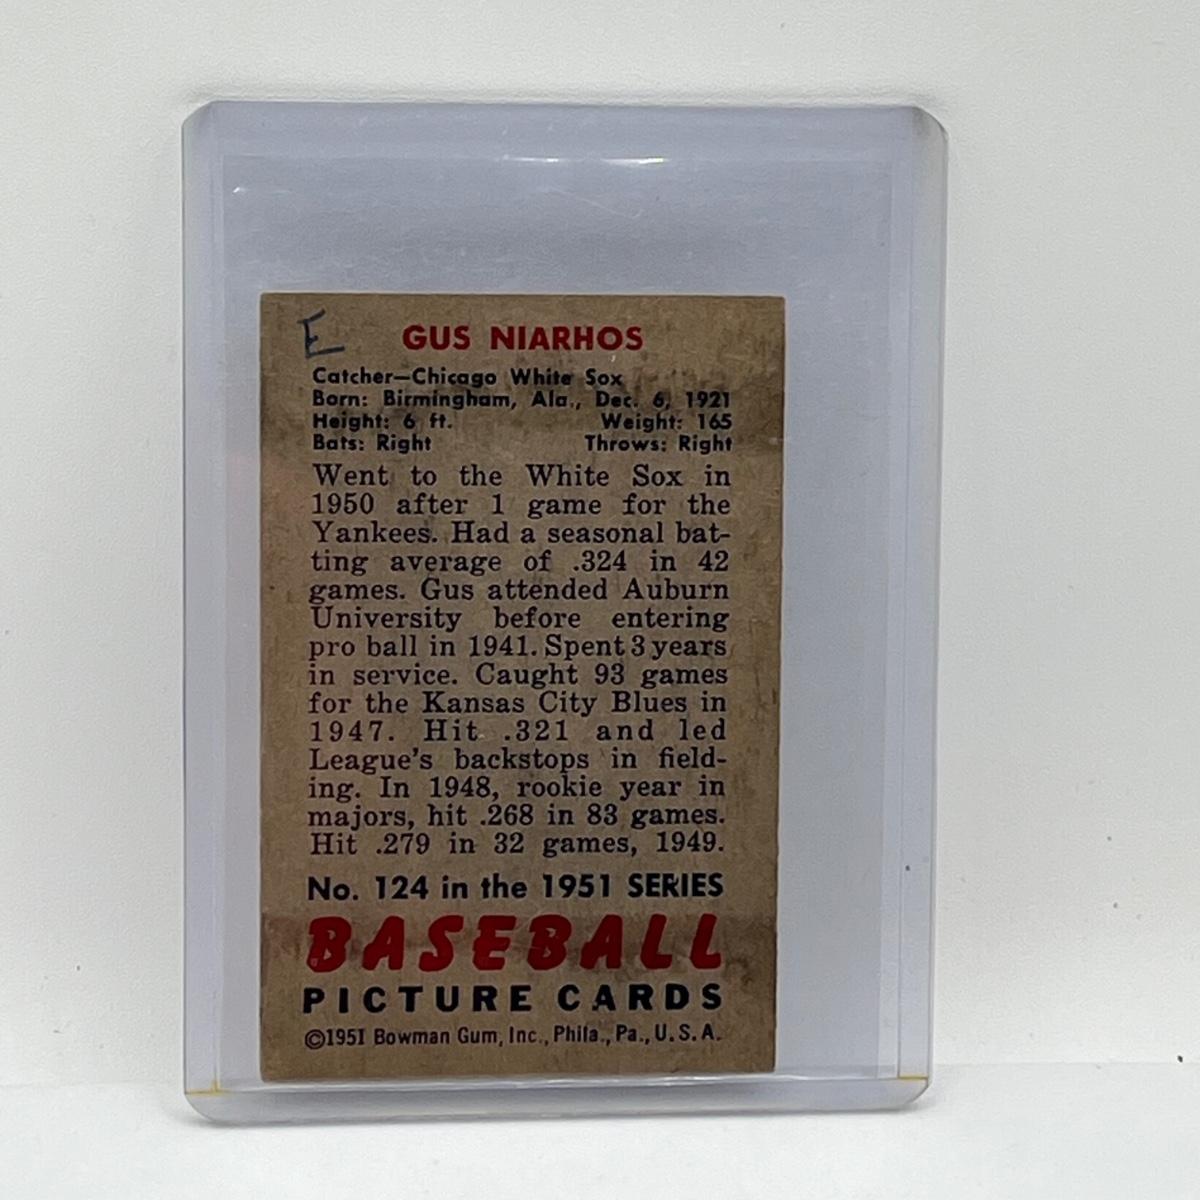 E
GUS NIARHOS
Catcher—Chicago White Sox
Born: Birmingham, Ala., Dec. 6, 1921
Height: 6 ft. Weight: 165
Bats: Right Throws: Right
Went to the White Sox in
1950 after 1 game for the
Yankees. Had a seasonal bat-
ting average of .324 in 42
games. Gus attended Auburn
University before entering
pro ball in 1941. Spent 3 years
in service. Caught 93 games
for the Kansas City Blues in
1947. Hit .321 and led
League's backstops in field-
ing. In 1948, rookie year in
majors, hit .268 in 83 games.
Hit .279 in 32 games, 1949.
No. 124 in the 1951 SERIES
BASEBALL
PICTURE CARDS
©1951 Bowman Gum, Inc., Phila., Pa., U.S.A.